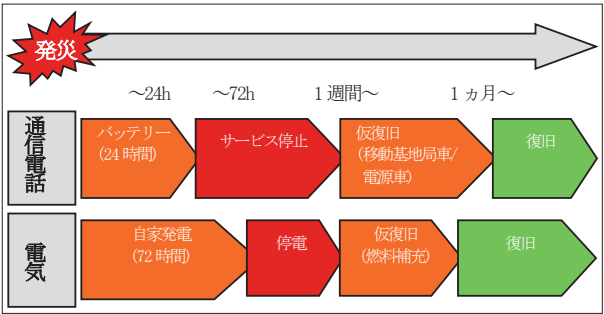 発災
～24h
～72h
1週間～
1ヵ月～
通信電話
バッテリー
(24時間)
サービス停止
仮復旧
(移動基地局車/
電源車)
復旧
電気
自家発電
(72時間)
停電
仮復旧
(燃料補充)
復旧